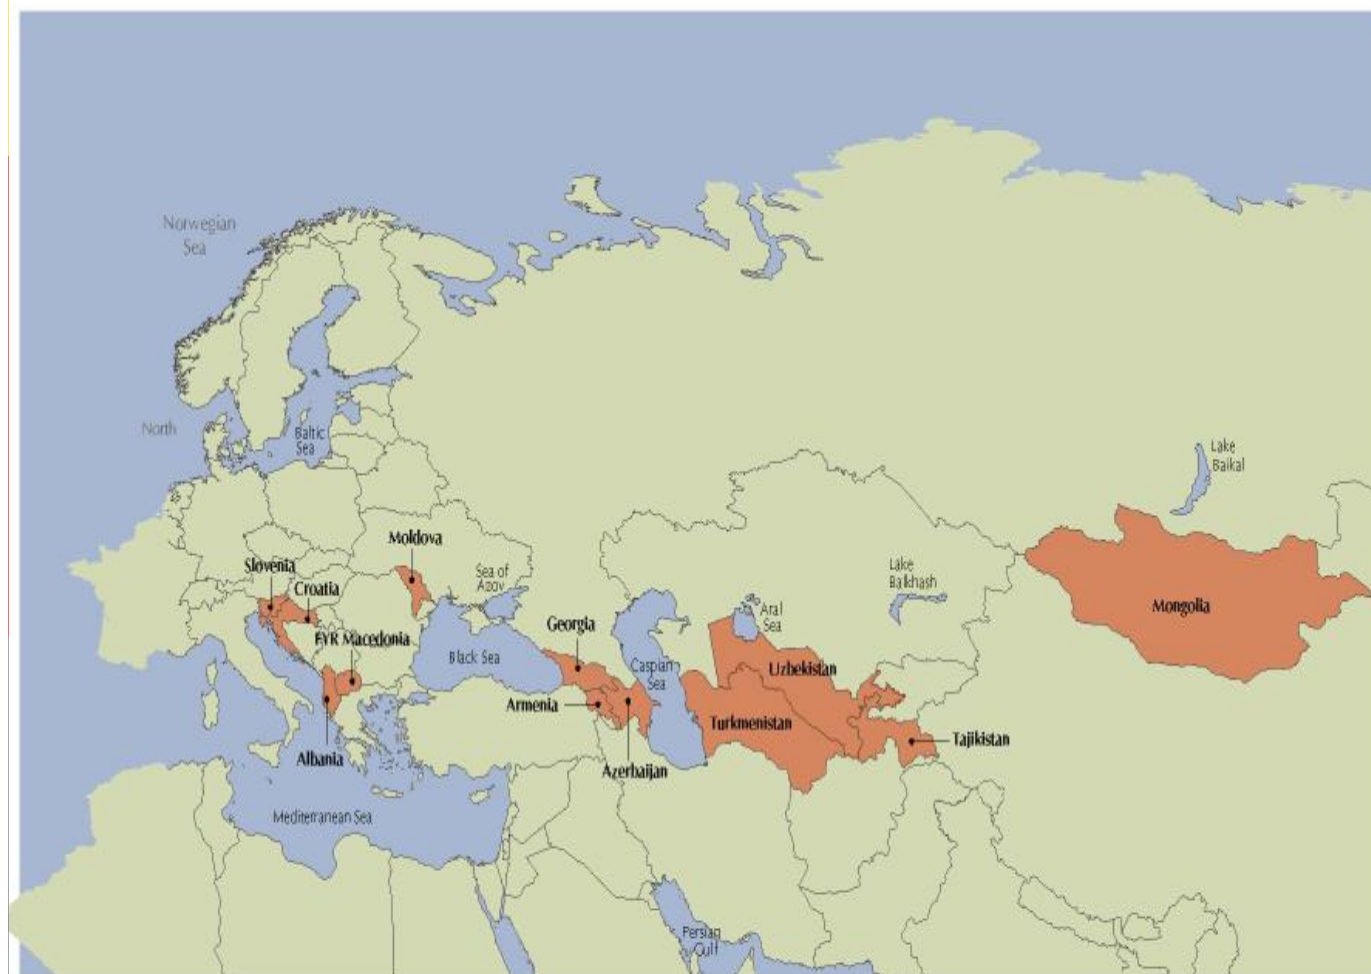 Norwegian
Sea
North
Baltic
Sea
Lake
Baikal
Moldova
Slovenia
Sea of
Azov
Lake
Balkhash
Croatia
Aral
Sea
Mongolia
Georgia
FYR Macedonia
Black Sea
Caspian
Sea
Uzbekistan
Armenia
Turkmenistan
Tajikistan
Albania
Azerbaijan
Mediterranean Sea
Persian
Gulf